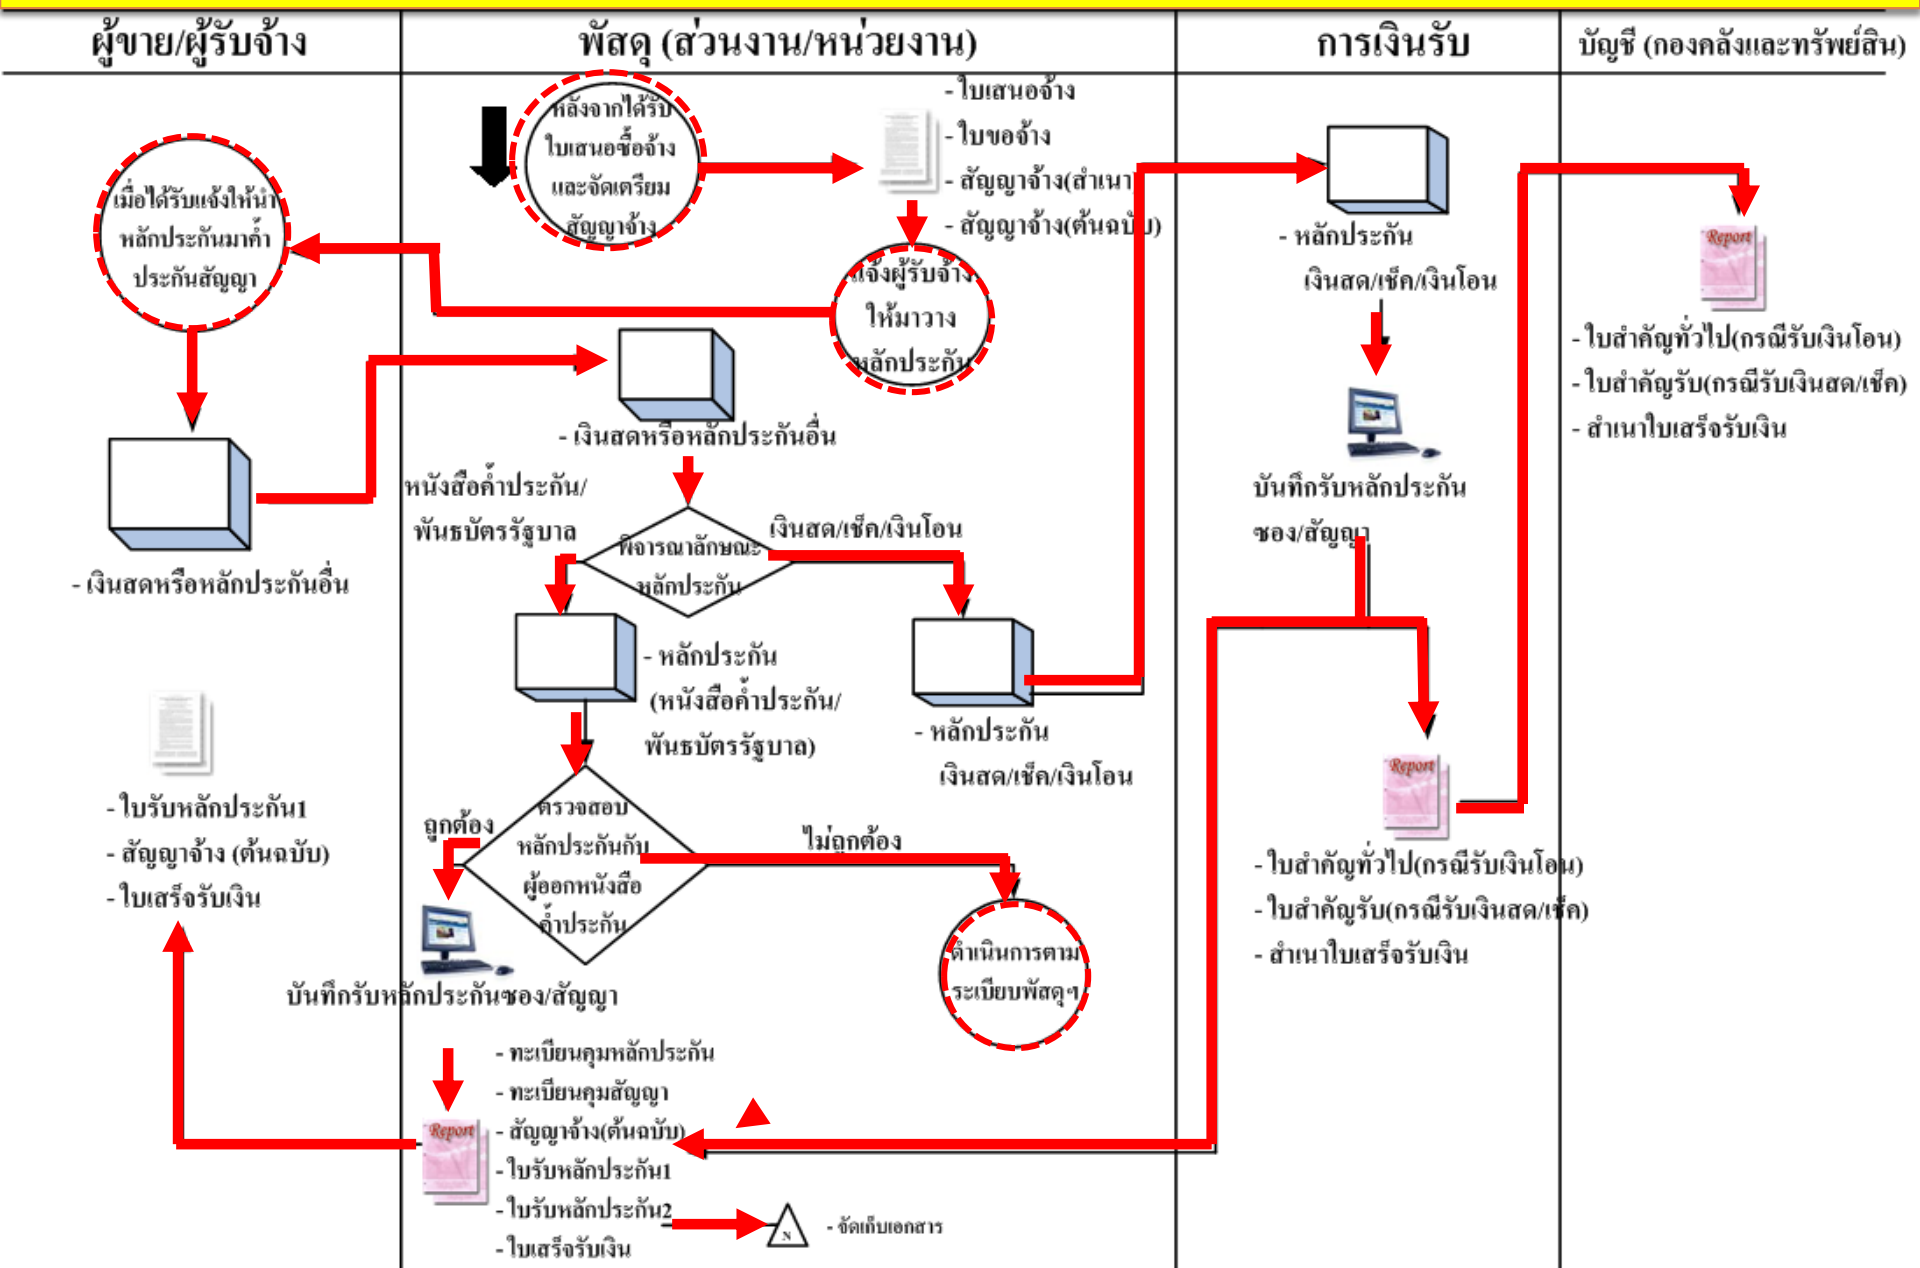 ผู้ขาย/ผู้รับจ้าง
พัสดุ (ส่วนงาน/หน่วยงาน)
การเงินรับ
บัญชี (กองคลังและทรัพย์สิน)
หลังจากได้รับ
ใบเสนอซื้อจ้าง
และจัดเตรียม
สัญญาจ้าง
- ใบเสนอจ้าง
- ใบขอจ้าง
- สัญญาจ้าง(สำเนา)
- สัญญาจ้าง(ต้นฉบับ)
เมื่อได้รับแจ้งให้นำ
หลักประกันมาค้ำ
ประกันสัญญา
แจ้งผู้รับจ้าง
ให้มาวาง
หลักประกัน
- หลักประกัน
เงินสด/เช็ค/เงินโอน
Report
- ใบสำคัญทั่วไป(กรณีรับเงินโอน)
- ใบสำคัญรับ(กรณีรับเงินสด/เช็ค)
- สำเนาใบเสร็จรับเงิน
- เงินสดหรือหลักประกันอื่น
หนังสือค้ำประกัน/
พันธบัตรรัฐบาล
พิจารณาลักษณะ
หลักประกัน
เงินสด/เช็ค/เงินโอน
บันทึกรับหลักประกัน
ซอง/สัญญา
- เงินสดหรือหลักประกันอื่น
- หลักประกัน
(หนังสือค้ำประกัน/
พันธบัตรรัฐบาล)
- หลักประกัน
เงินสด/เช็ค/เงินโอน
- ใบรับหลักประกัน1
- สัญญาจ้าง (ต้นฉบับ)
- ใบเสร็จรับเงิน
ถูกต้อง
ตรวจสอบ
หลักประกันกับ
ผู้ออกหนังสือ
ค้ำประกัน
ไม่ถูกต้อง
Report
- ใบสำคัญทั่วไป(กรณีรับเงินโอน)
- ใบสำคัญรับ(กรณีรับเงินสด/เช็ค)
- สำเนาใบเสร็จรับเงิน
ดำเนินการตาม
ระเบียบพัสดุฯ
บันทึกรับหลักประกันซอง/สัญญา
Report
- ทะเบียนคุมหลักประกัน
- ทะเบียนคุมสัญญา
- สัญญาจ้าง(ต้นฉบับ)
- ใบรับหลักประกัน1
- ใบรับหลักประกัน2
- ใบเสร็จรับเงิน
N
- จัดเก็บเอกสาร